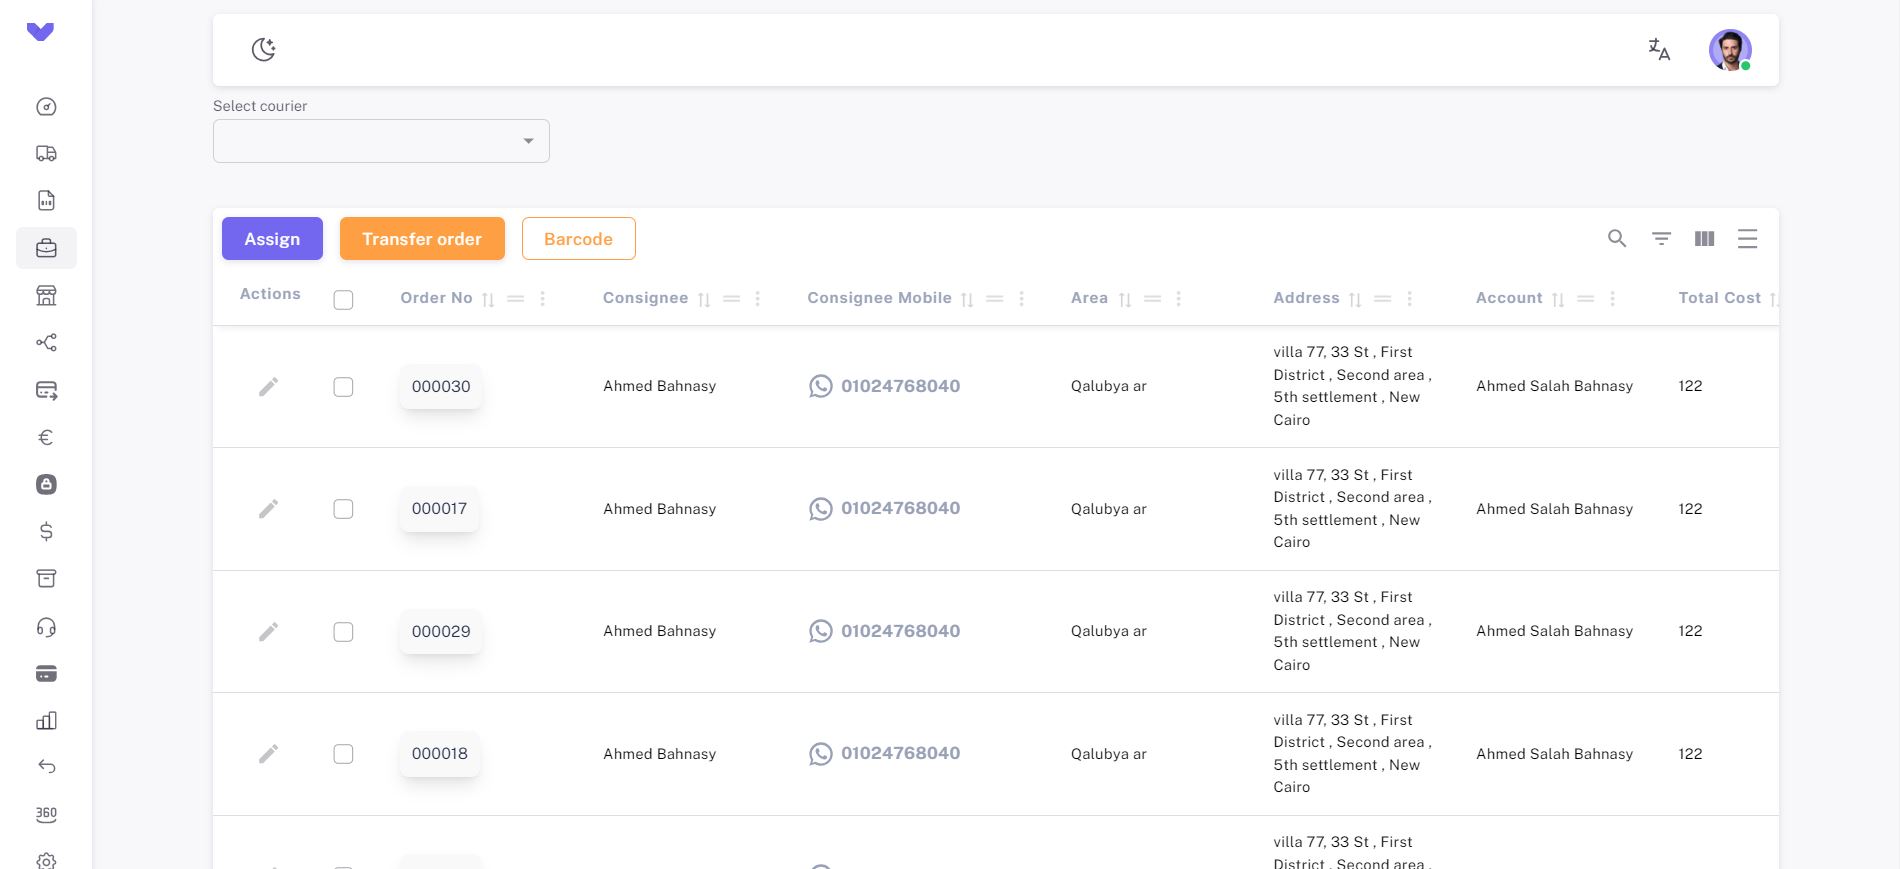 Select courier
Assign
Transfer order
Barcode
Actions Order No Consignee Consignee Mobile Area Address Account Total Cost
000030 Ahmed Bahnasy 01024768040 Qalubya ar villa 77, 33 St , First
District , Second area ,
5th settlement , New
Cairo
Ahmed Salah Bahnasy 122
000017 Ahmed Bahnasy 01024768040 Qalubya ar villa 77, 33 St , First
District , Second area ,
5th settlement , New
Cairo
Ahmed Salah Bahnasy 122
000029 Ahmed Bahnasy 01024768040 Qalubya ar villa 77, 33 St , First
District , Second area ,
5th settlement , New
Cairo
Ahmed Salah Bahnasy 122
000018 Ahmed Bahnasy 01024768040 Qalubya ar villa 77, 33 St , First
District , Second area ,
5th settlement , New
Cairo
Ahmed Salah Bahnasy 122
villa 77, 33 St , First
District , Second area ,
360